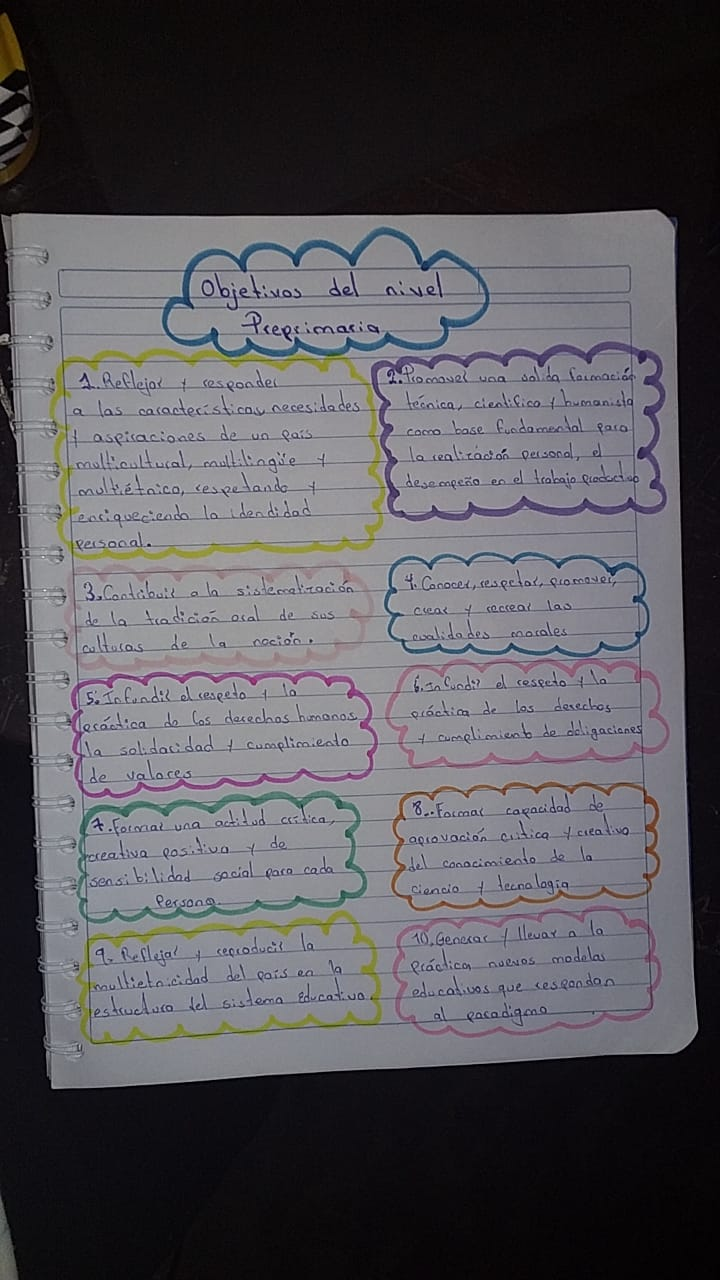 Objetivos del nivel
Preprimaria
1. Reflejar y responder
a las características, necesidades
y aspiraciones de un país
multicultural, multilingüe y
multiétnico, respetando y
enriqueciendo la idendidad
personal.
2. Promover una solida formación
técnica, cientifica y humanista
como base fundamental para
la realización personal, el
desempeño en el trabajo productivo
3. Contribuir a la sistematización
de la tradición oral de sus
culturas de la nación.
4. Conocer, respetar, promover,
crear y recrear las
cualidades morales
5. Infundir el respeto y la
práctica de los derechos humanos
la solidaridad y cumplimiento
de valores
6. Infundir el respeto y la
práctica de los derechos
y cumplimiento de obligaciones
7. Formar una actitud crítica,
creativa positiva y de
sensibilidad social para cada
Persona
8. Formar capacidad de
aprovación critica y creativa
del conocimiento de la
ciencia y tecnología
9. Reflejar y reproducir la
multietnicidad del país en la
estructura del sistema Educativo.
10. Generar y llevar a la
práctica nuevos modelos
educativos que respondan
al paradigma